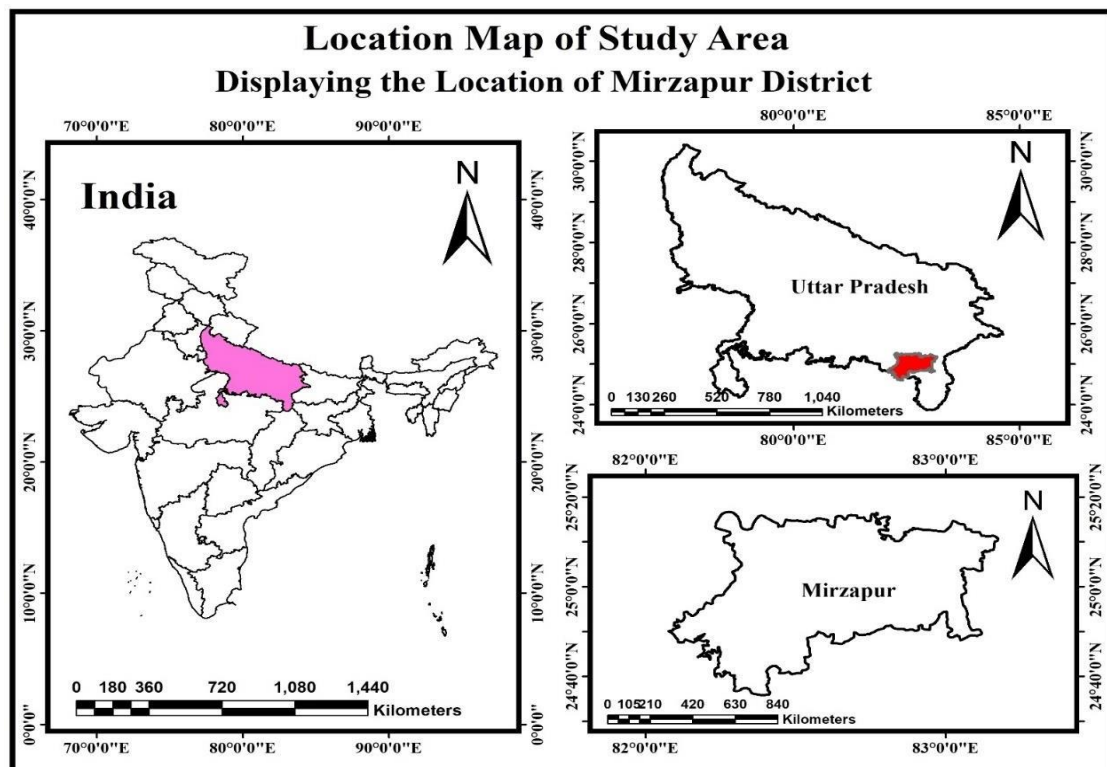 Location Map of Study Area
Displaying the Location of Mirzapur District
70°0'0"E 80°0'0"E 90°0'0"E
India
N
40°0'0"N 40°0'0"N
30°0'0"N 30°0'0"N
20°0'0"N 20°0'0"N
10°0'0"N 10°0'0"N
0°0'0" 0°0'0"
0 180 360 720 1,080 1,440
Kilometers
70°0'0"E 80°0'0"E 90°0'0"E
80°0'0"E 85°0'0"E
N
30°0'0"N 30°0'0"N
28°0'0"N 28°0'0"N
Uttar Pradesh
26°0'0"N 26°0'0"N
24°0'0"N 24°0'0"N
0 130 260 520 780 1,040
Kilometers
80°0'0"E 85°0'0"E
82°0'0"E 83°0'0"E
N
25°20'0"N 25°20'0"N
25°0'0"N 25°0'0"N
Mirzapur
24°40'0"N 24°40'0"N
0 105210 420 630 840
Kilometers
82°0'0"E 83°0'0"E